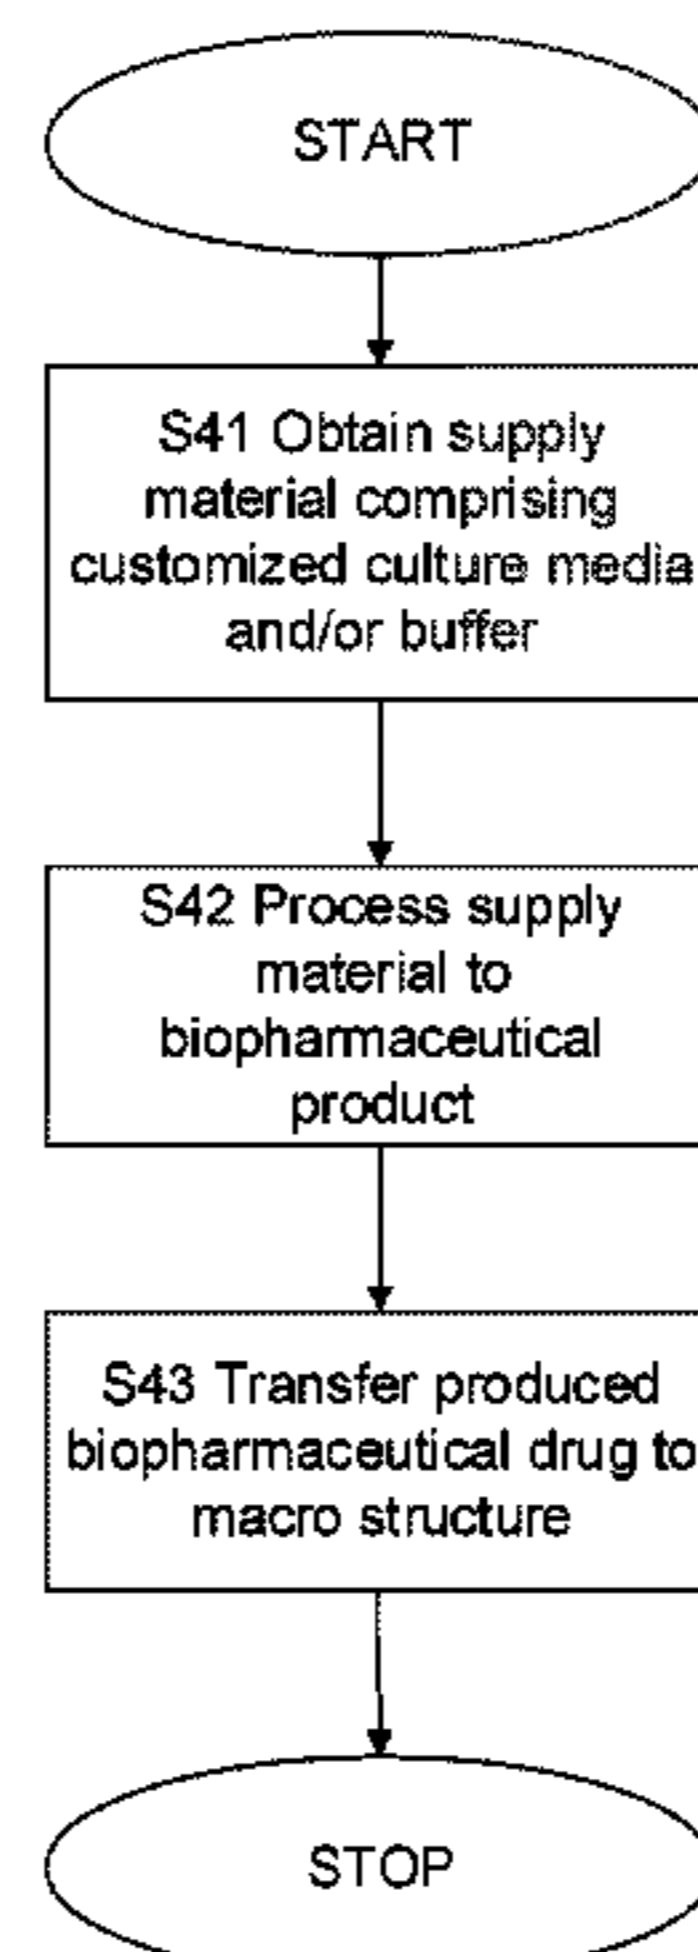 START
S41 Obtain supply
material comprising
customized culture media
and/or buffer
S42 Process supply
material to
biopharmaceutical
product
S43 Transfer produced
biopharmaceutical drug to
macro structure
STOP